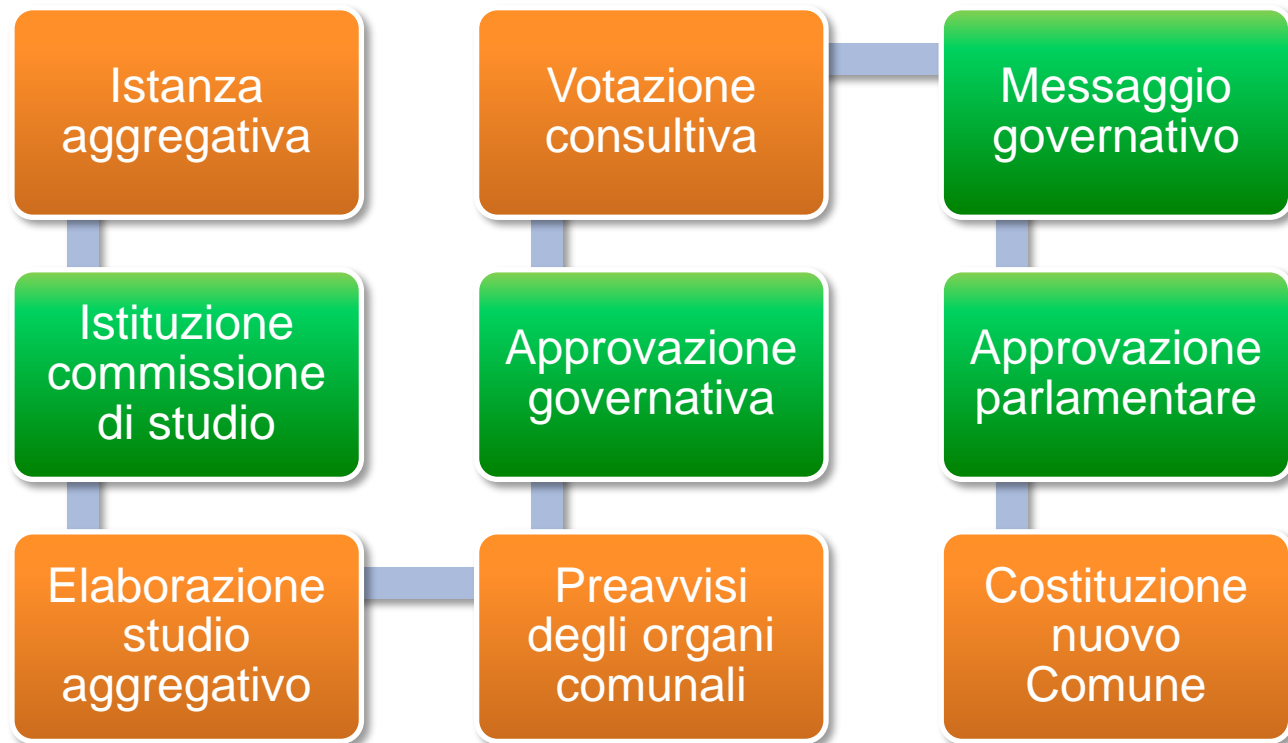 Istanza
aggregativa
Istituzione
commissione
di studio
Elaborazione
studio
aggregativo
Preavvisi
degli organi
comunali
Approvazione
governativa
Votazione
consultiva
Messaggio
governativo
Approvazione
parlamentare
Costituzione
nuovo
Comune